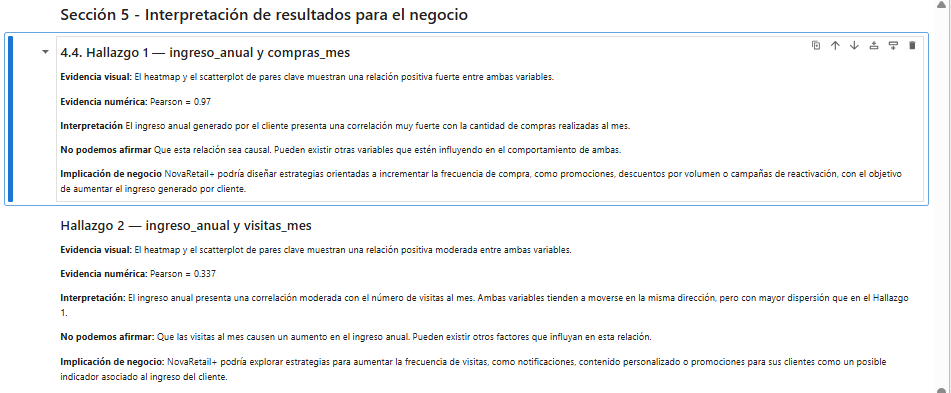 Sección 5 - Interpretación de resultados para el negocio
4.4. Hallazgo 1 — ingreso_anual y compras_mes
Evidencia visual: El heatmap y el scatterplot de pares clave muestran una relación positiva fuerte entre ambas variables.
Evidencia numérica: Pearson = 0.97
Interpretación El ingreso anual generado por el cliente presenta una correlación muy fuerte con la cantidad de compras realizadas al mes.
No podemos afirmar Que esta relación sea causal. Pueden existir otras variables que estén influyendo en el comportamiento de ambas.
Implicación de negocio NovaRetail+ podría diseñar estrategias orientadas a incrementar la frecuencia de compra, como promociones, descuentos por volumen o campañas de reactivación, con el objetivo
de aumentar el ingreso generado por cliente.
Hallazgo 2 — ingreso_anual y visitas_mes
Evidencia visual: El heatmap y el scatterplot de pares clave muestran una relación positiva moderada entre ambas variables.
Evidencia numérica: Pearson = 0.337
Interpretación: El ingreso anual presenta una correlación moderada con el número de visitas al mes. Ambas variables tienden a moverse en la misma dirección, pero con mayor dispersión que en el Hallazgo
1.
No podemos afirmar: Que las visitas al mes causen un aumento en el ingreso anual. Pueden existir otros factores que influyan en esta relación.
Implicación de negocio: NovaRetail+ podría explorar estrategias para aumentar la frecuencia de visitas, como notificaciones, contenido personalizado o promociones para sus clientes como un posible
indicador asociado al ingreso del cliente.